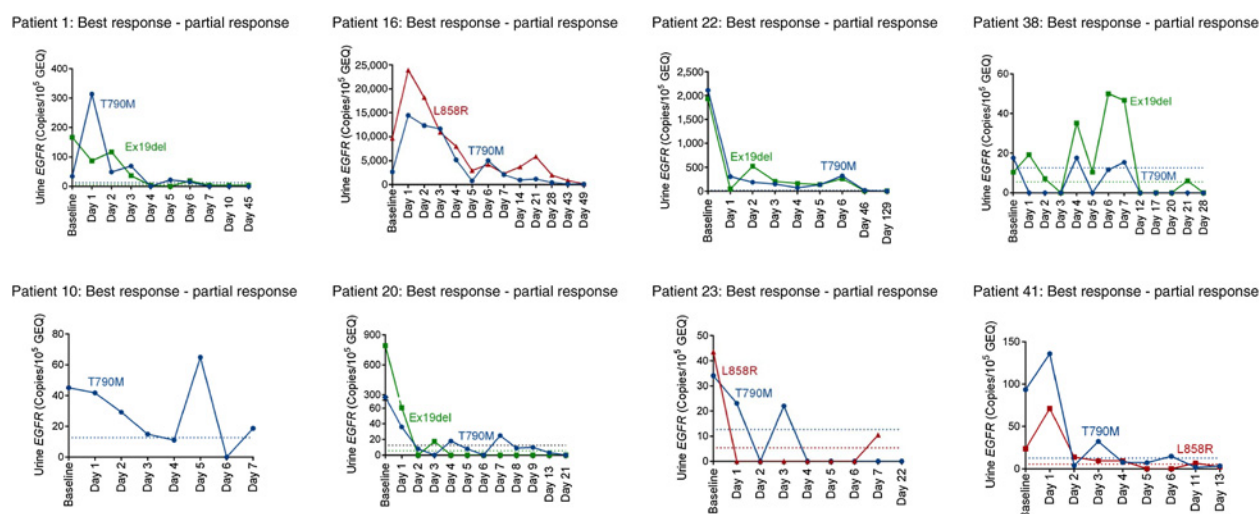 Patient 1: Best response - partial response
Urine EGFR (Copies/10⁵ GEQ)
400
300
200
100
0
T790M
Ex19del
Baseline
Day 1
Day 2
Day 3
Day 4
Day 5
Day 6
Day 7
Day 10
Day 45
Patient 16: Best response - partial response
Urine EGFR (Copies/10⁵ GEQ)
25,000
20,000
15,000
10,000
5,000
0
L858R
T790M
Baseline
Day 1
Day 2
Day 3
Day 4
Day 5
Day 6
Day 7
Day 14
Day 21
Day 28
Day 43
Day 49
Patient 22: Best response - partial response
Urine EGFR (Copies/10⁵ GEQ)
2,500
2,000
1,500
1,000
500
0
Ex19del
T790M
Baseline
Day 1
Day 2
Day 3
Day 4
Day 5
Day 6
Day 46
Day 129
Patient 38: Best response - partial response
Urine EGFR (Copies/10⁵ GEQ)
60
40
20
0
Ex19del
T790M
Baseline
Day 1
Day 2
Day 3
Day 4
Day 5
Day 6
Day 7
Day 12
Day 17
Day 20
Day 21
Day 28
Patient 10: Best response - partial response
Urine EGFR (Copies/10⁵ GEQ)
80
60
40
20
0
T790M
Baseline
Day 1
Day 2
Day 3
Day 4
Day 5
Day 6
Day 7
Patient 20: Best response - partial response
Urine EGFR (Copies/10⁵ GEQ)
900
600
300
60
40
20
0
Ex19del
T790M
Baseline
Day 1
Day 2
Day 3
Day 4
Day 5
Day 6
Day 7
Day 8
Day 9
Day 13
Day 21
Patient 23: Best response - partial response
Urine EGFR (Copies/10⁵ GEQ)
50
40
30
20
10
0
L858R
T790M
Baseline
Day 1
Day 2
Day 3
Day 4
Day 5
Day 6
Day 7
Day 22
Patient 41: Best response - partial response
Urine EGFR (Copies/10⁵ GEQ)
150
100
50
0
T790M
L858R
Baseline
Day 1
Day 2
Day 3
Day 4
Day 5
Day 6
Day 11
Day 13